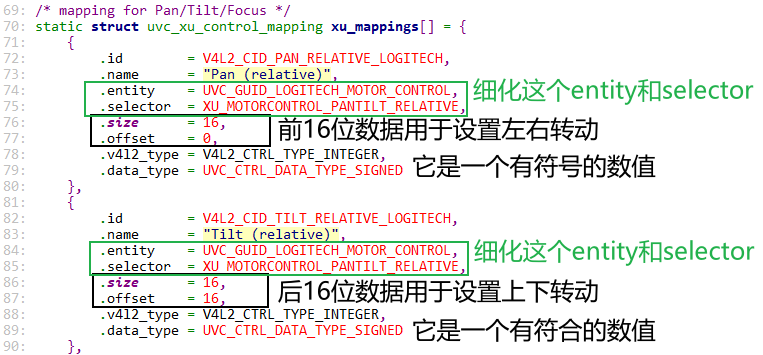 69: /* mapping for Pan/Tilt/Focus */
70: static struct uvc_xu_control_mapping xu_mappings[] = {
71: {
72: .id = V4L2_CID_PAN_RELATIVE_LOGITECH,
73: .name = "Pan (relative)",
74: .entity = UVC_GUID_LOGITECH_MOTOR_CONTROL, 细化这个entity和selector
75: .selector = XU_MOTORCONTROL_PANTILT_RELATIVE,
76: .size = 16, 前16位数据用于设置左右转动
77: .offset = 0,
78: .v4l2_type = V4L2_CTRL_TYPE_INTEGER,
79: .data_type = UVC_CTRL_DATA_TYPE_SIGNED 它是一个有符号的数值
80: },
81: {
82: .id = V4L2_CID_TILT_RELATIVE_LOGITECH,
83: .name = "Tilt (relative)",
84: .entity = UVC_GUID_LOGITECH_MOTOR_CONTROL, 细化这个entity和selector
85: .selector = XU_MOTORCONTROL_PANTILT_RELATIVE,
86: .size = 16, 后16位数据用于设置上下转动
87: .offset = 16,
88: .v4l2_type = V4L2_CTRL_TYPE_INTEGER,
89: .data_type = UVC_CTRL_DATA_TYPE_SIGNED 它是一个有符合的数值
90: },